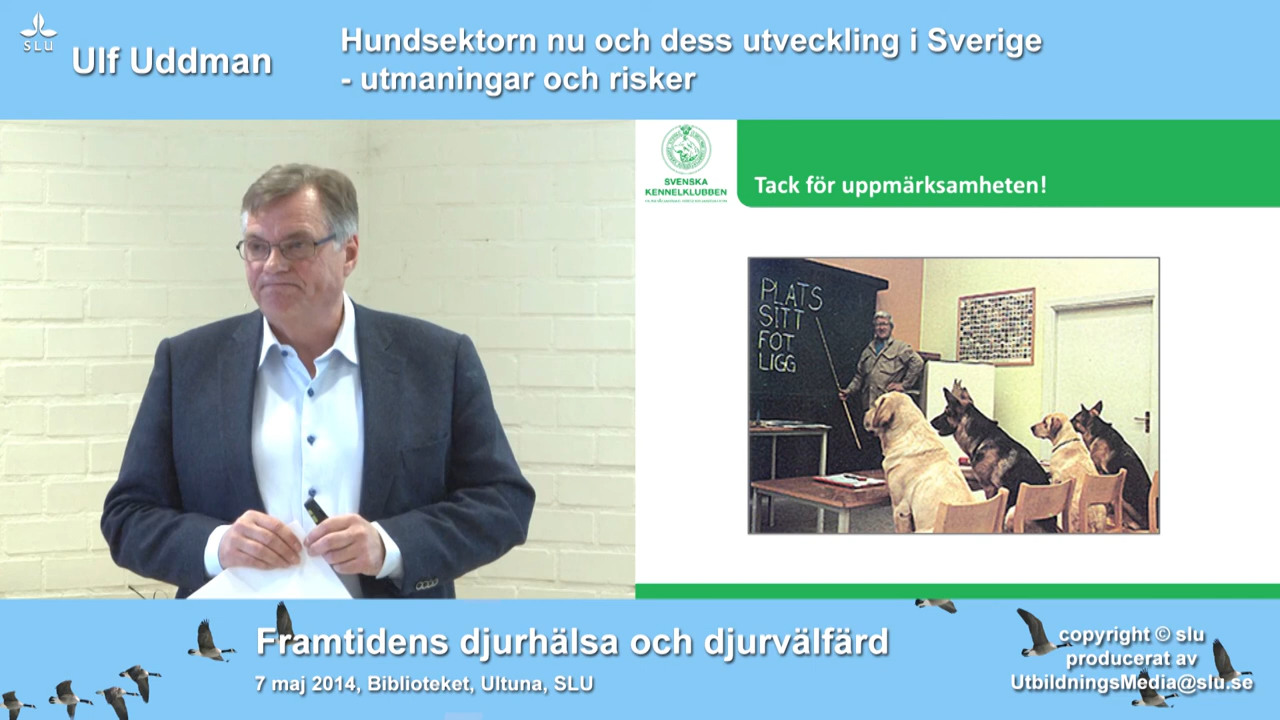 SLU
Ulf Uddman
Hundsektorn nu och dess utveckling i Sverige
- utmaningar och risker
SVENSKA
KENNELKLUBBEN
Tack för uppmärksamheten!
PLATS
SITT
FOT
LIGG
Framtidens djurhälsa och djurvälfärd
7 maj 2014, Biblioteket, Ultuna, SLU
copyright © slu
producerat av
UtbildningsMedia@slu.se